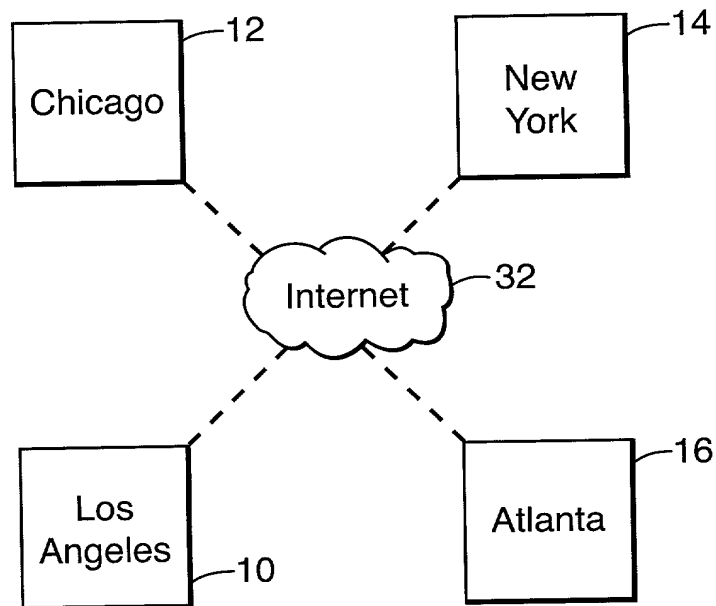 12
Chicago
14
New
York
Internet
32
Los
Angeles
10
16
Atlanta